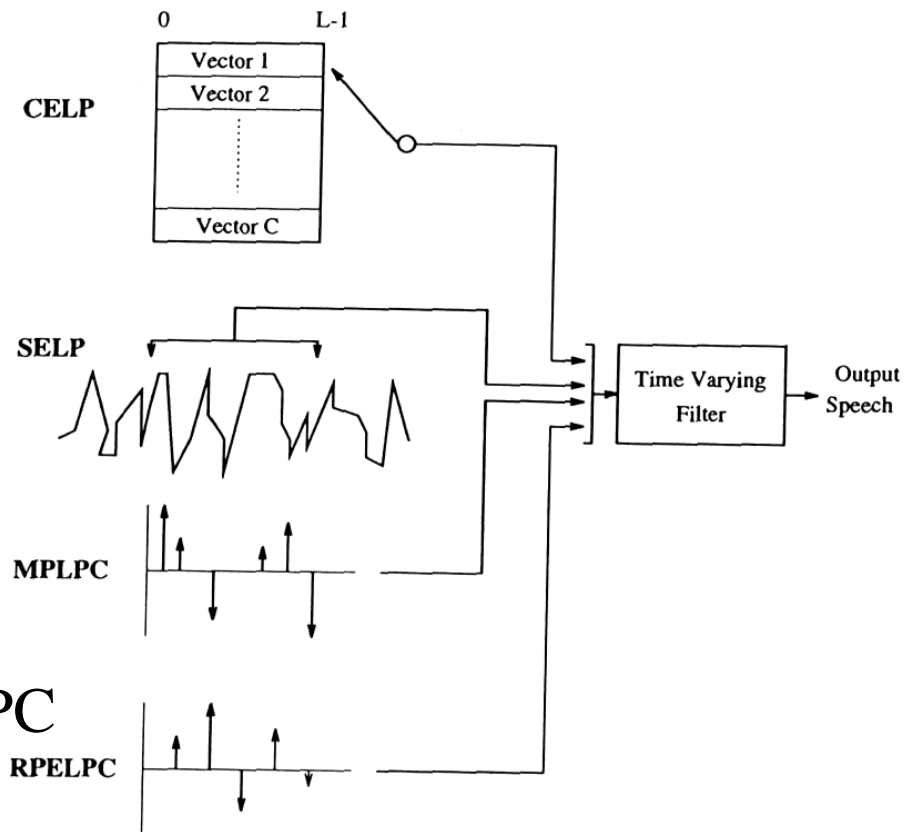 0 L-1
Vector 1
CELP
Vector 2
Vector C
SELP
Time Varying
Filter
Output
Speech
MPLPC
PC
RPELPC